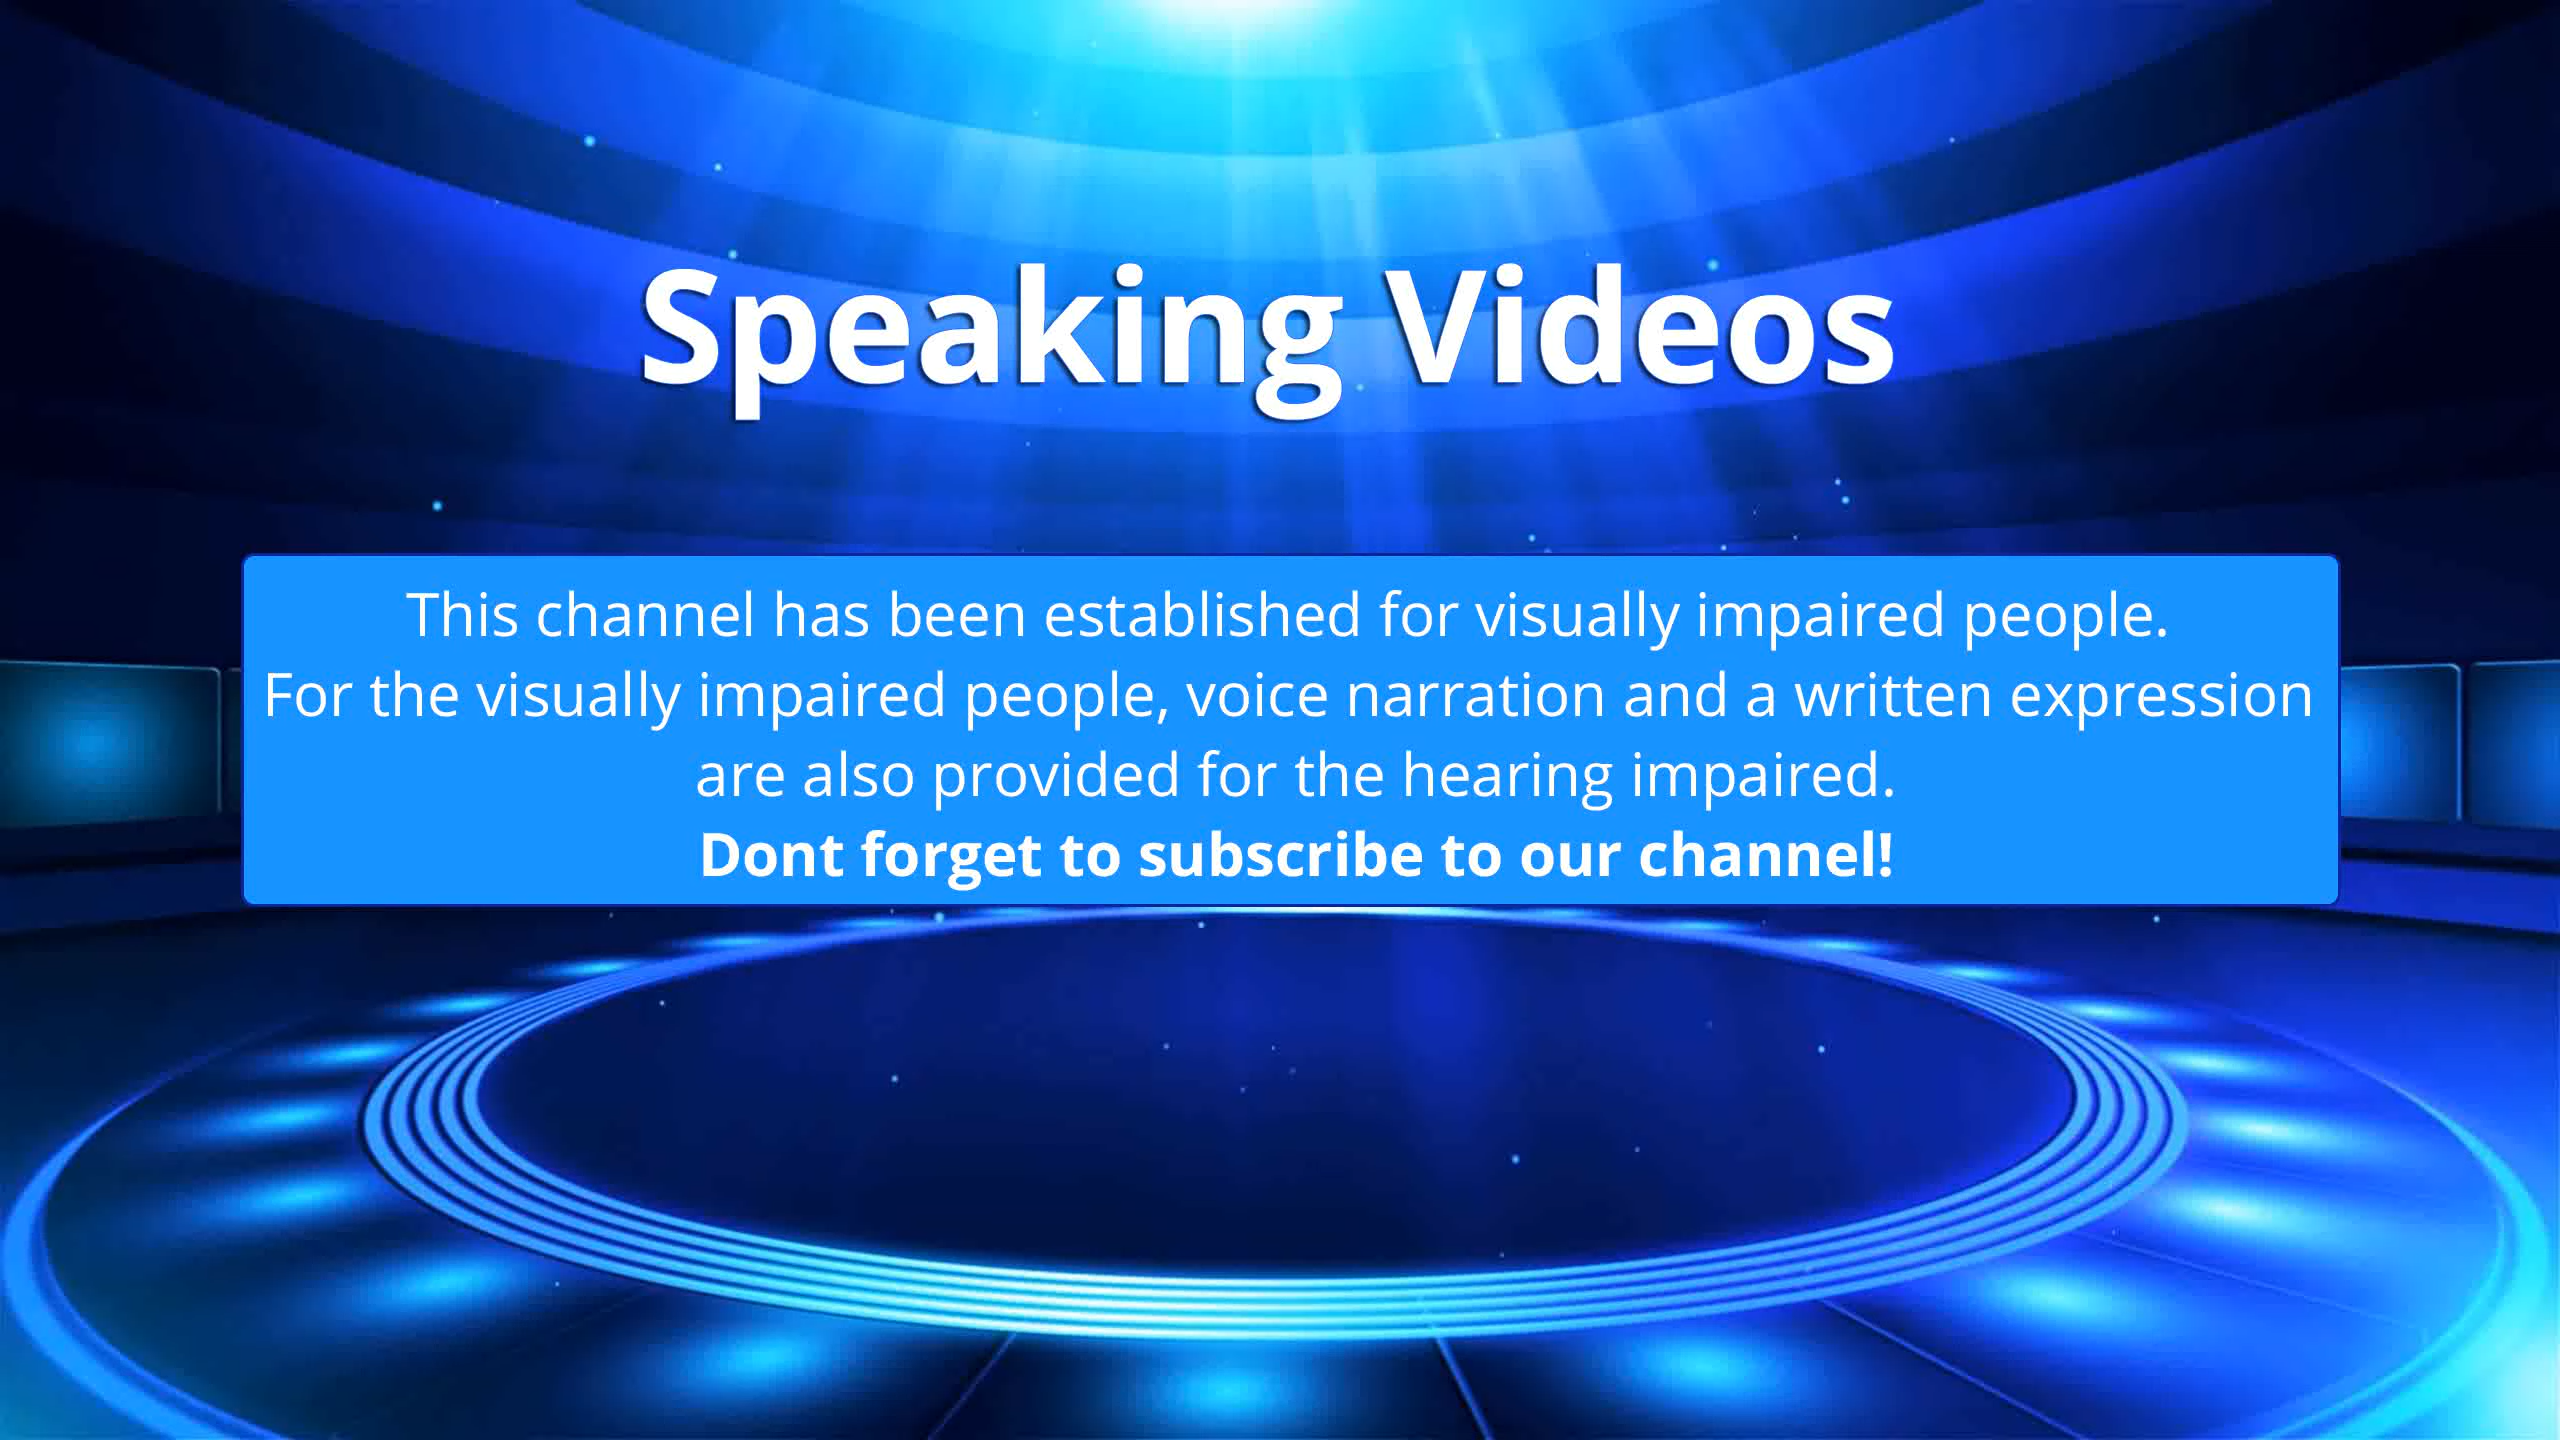 Speaking Videos
This channel has been established for visually impaired people.
For the visually impaired people, voice narration and a written expression
are also provided for the hearing impaired.
Dont forget to subscribe to our channel!